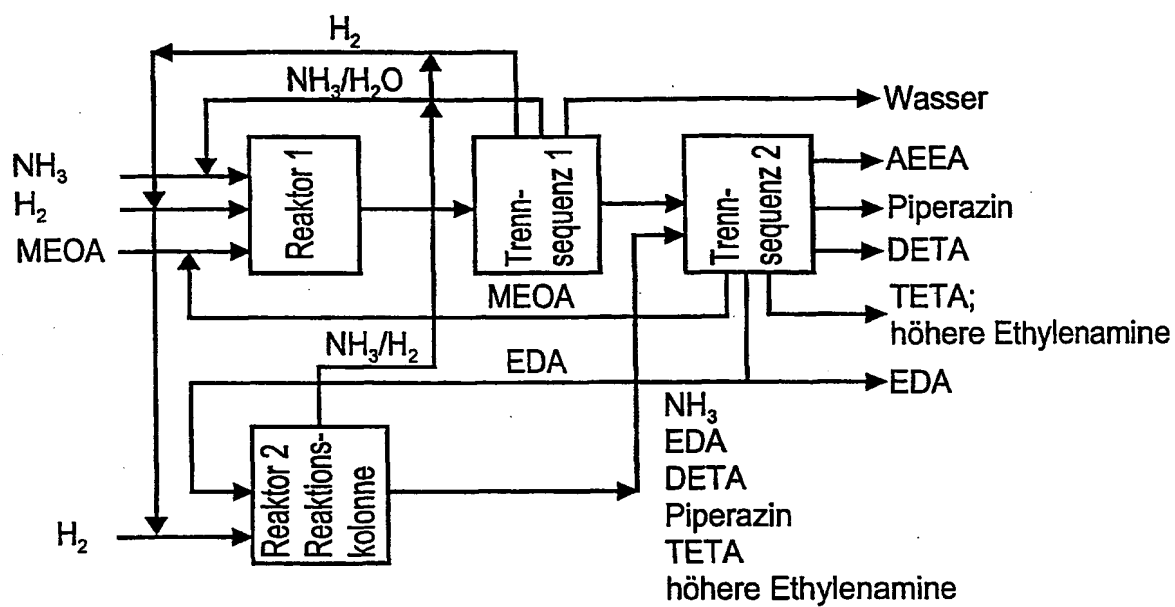 H₂
NH₃/H₂O
Wasser
NH₃
H₂
MEOA
Reaktor 1
Trenn-
sequenz 1
Trenn-
sequenz 2
AEEA
Piperazin
DETA
TETA;
höhere Ethylenamine
MEOA
NH₃/H₂
EDA
EDA
NH₃
EDA
DETA
Piperazin
TETA
höhere Ethylenamine
Reaktor 2
Reaktions-
kolonne
H₂